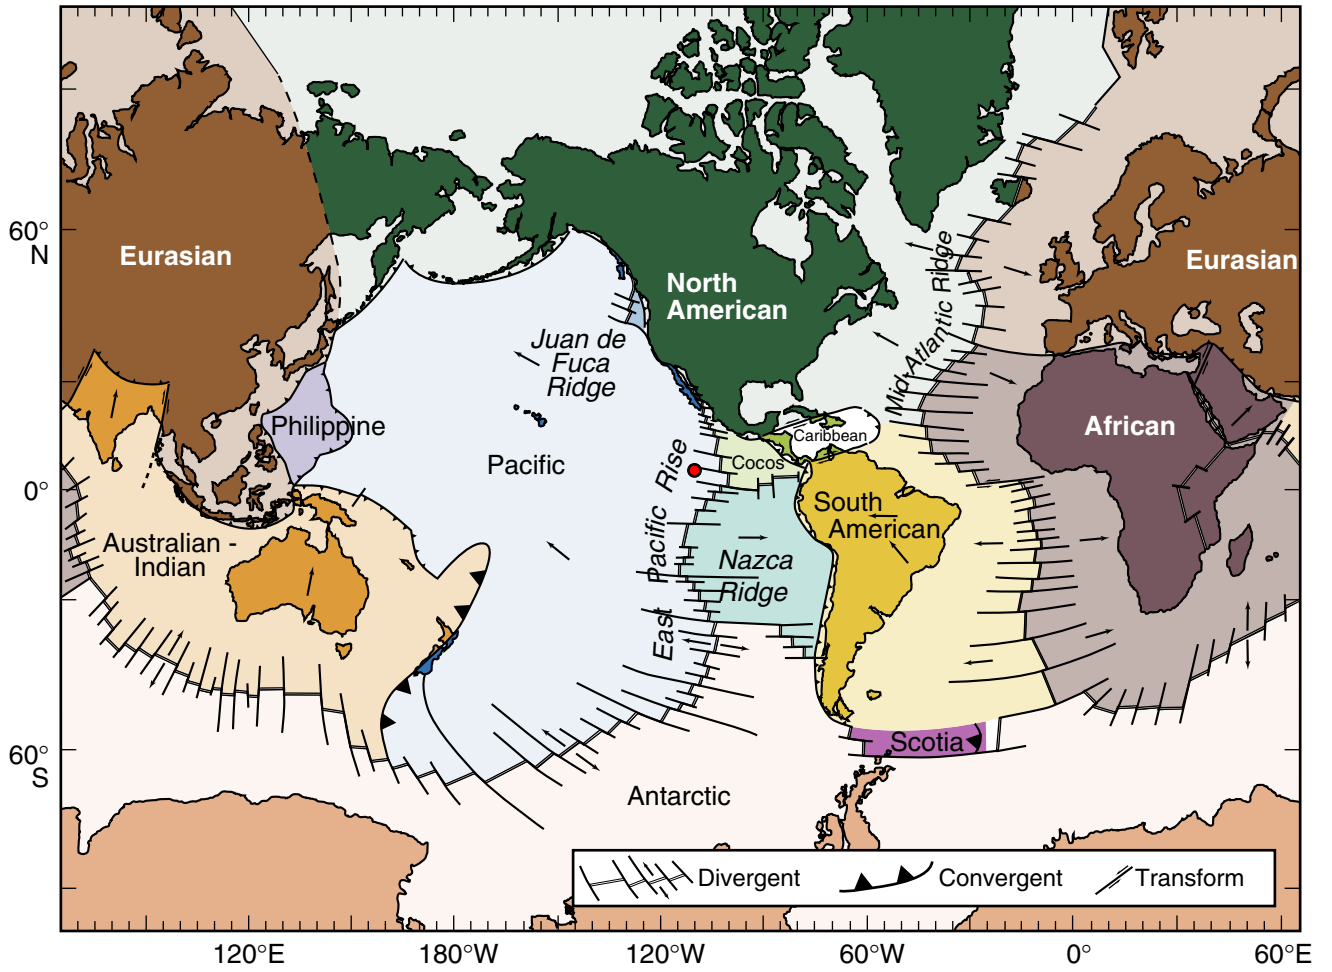 60°
N
0°
60°
S
Eurasian
North
American
Eurasian
Mid-Atlantic Ridge
Juan de
Fuca
Ridge
Philippine
Pacific
African
Caribbean
Cocos
East Pacific Rise
South
American
Australian -
Indian
Nazca
Ridge
Scotia
Antarctic
Divergent
Convergent
Transform
120°E
180°W
120°W
60°W
0°
60°E